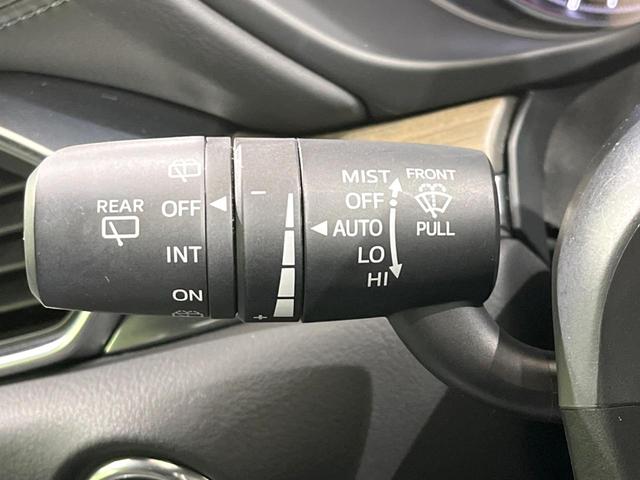 REAR
OFF
INT
ON
−
+
MIST
OFF
AUTO
LO
HI
FRONT
PULL